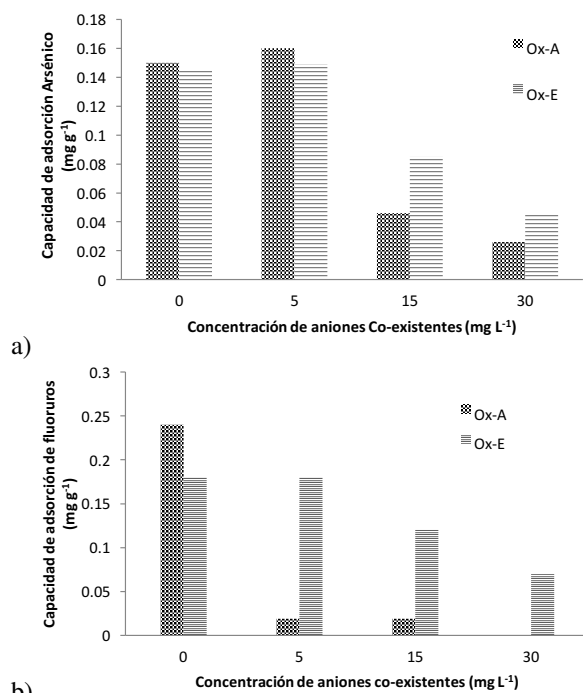 Capacidad de adsorción Arsénico
(mg g-1)
0.18
0.16
0.14
0.12
0.1
0.08
0.06
0.04
0.02
0
Ox-A
Ox-E
0 5 15 30
Concentración de aniones Co-existentes (mg L-1)
a)
Capacidad de adsorción de fluoruros
(mg g-1)
0.3
0.25
0.2
0.15
0.1
0.05
0
Ox-A
Ox-E
0 5 15 30
Concentración de aniones co-existentes (mg L-1)
b)